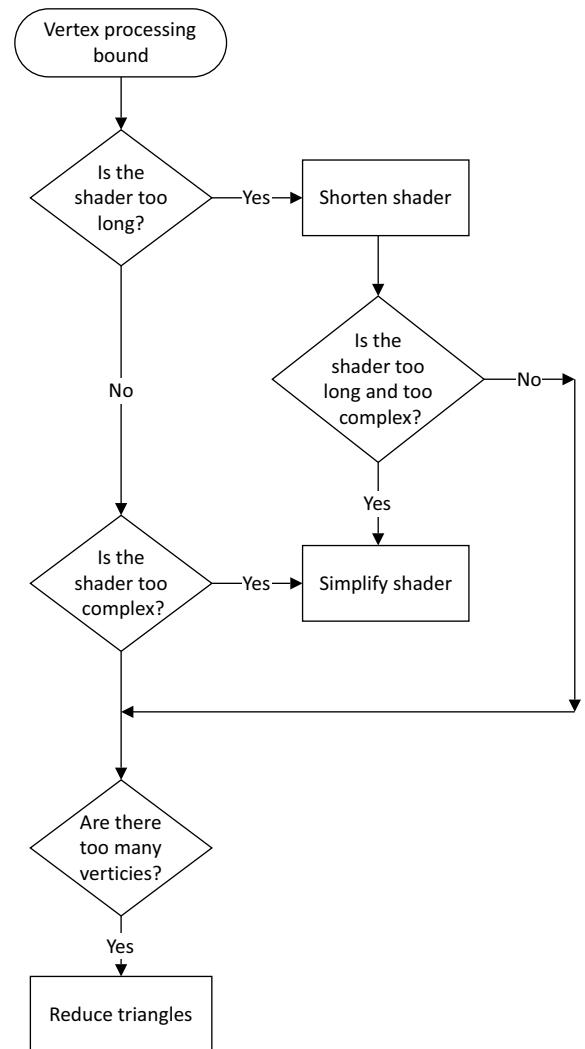 Vertex processing
bound
Is the
shader too
long?
Yes
Shorten shader
Is the
shader too
long and too
complex?
No
No
Yes
Is the
shader too
complex?
Yes
Simplify shader
Are there
too many
verticies?
Yes
Reduce triangles